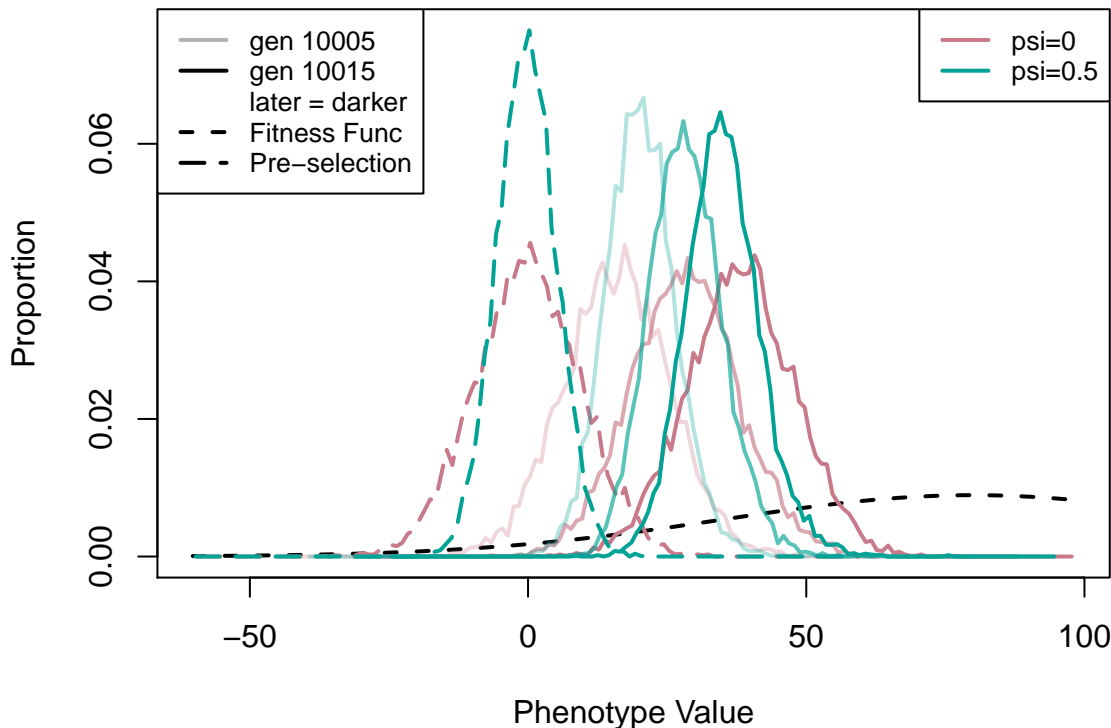 gen 10005
gen 10015
later = darker
Fitness Func
Pre−selection
psi=0
psi=0.5
Proportion
0.06
0.04
0.02
0.00
−50
0
50
100
Phenotype Value